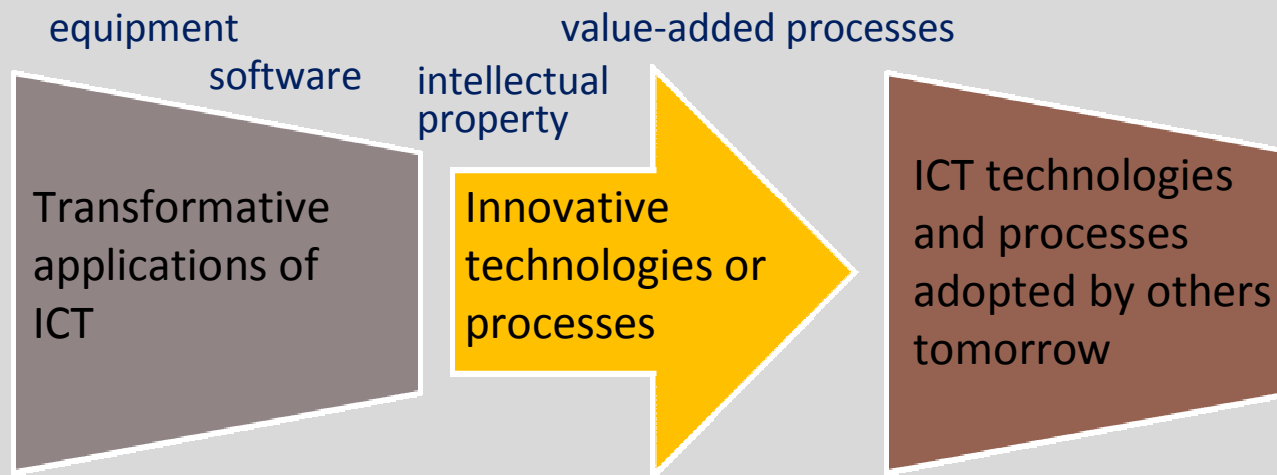 equipment
value-added processes
software
intellectual
property
Transformative
applications of
ICT
Innovative
technologies or
processes
ICT technologies
and processes
adopted by others
tomorrow